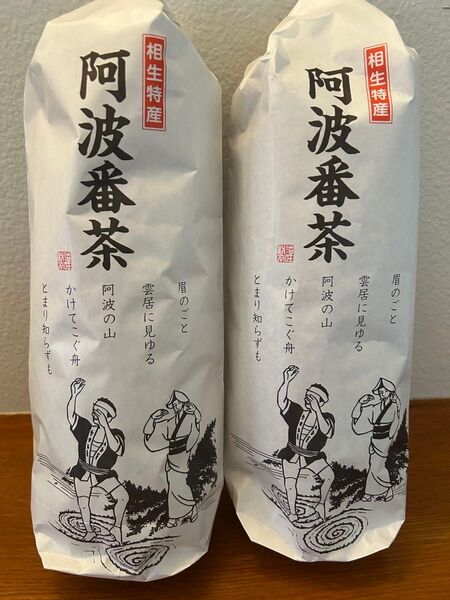 相生特産
阿波番茶
眉のごと
雲居に見ゆる
阿波の山
かけてこぐ舟
とまり知らずも
相生特産
阿波番茶
眉のごと
雲居に見ゆる
阿波の山
かけてこぐ舟
とまり知らずも